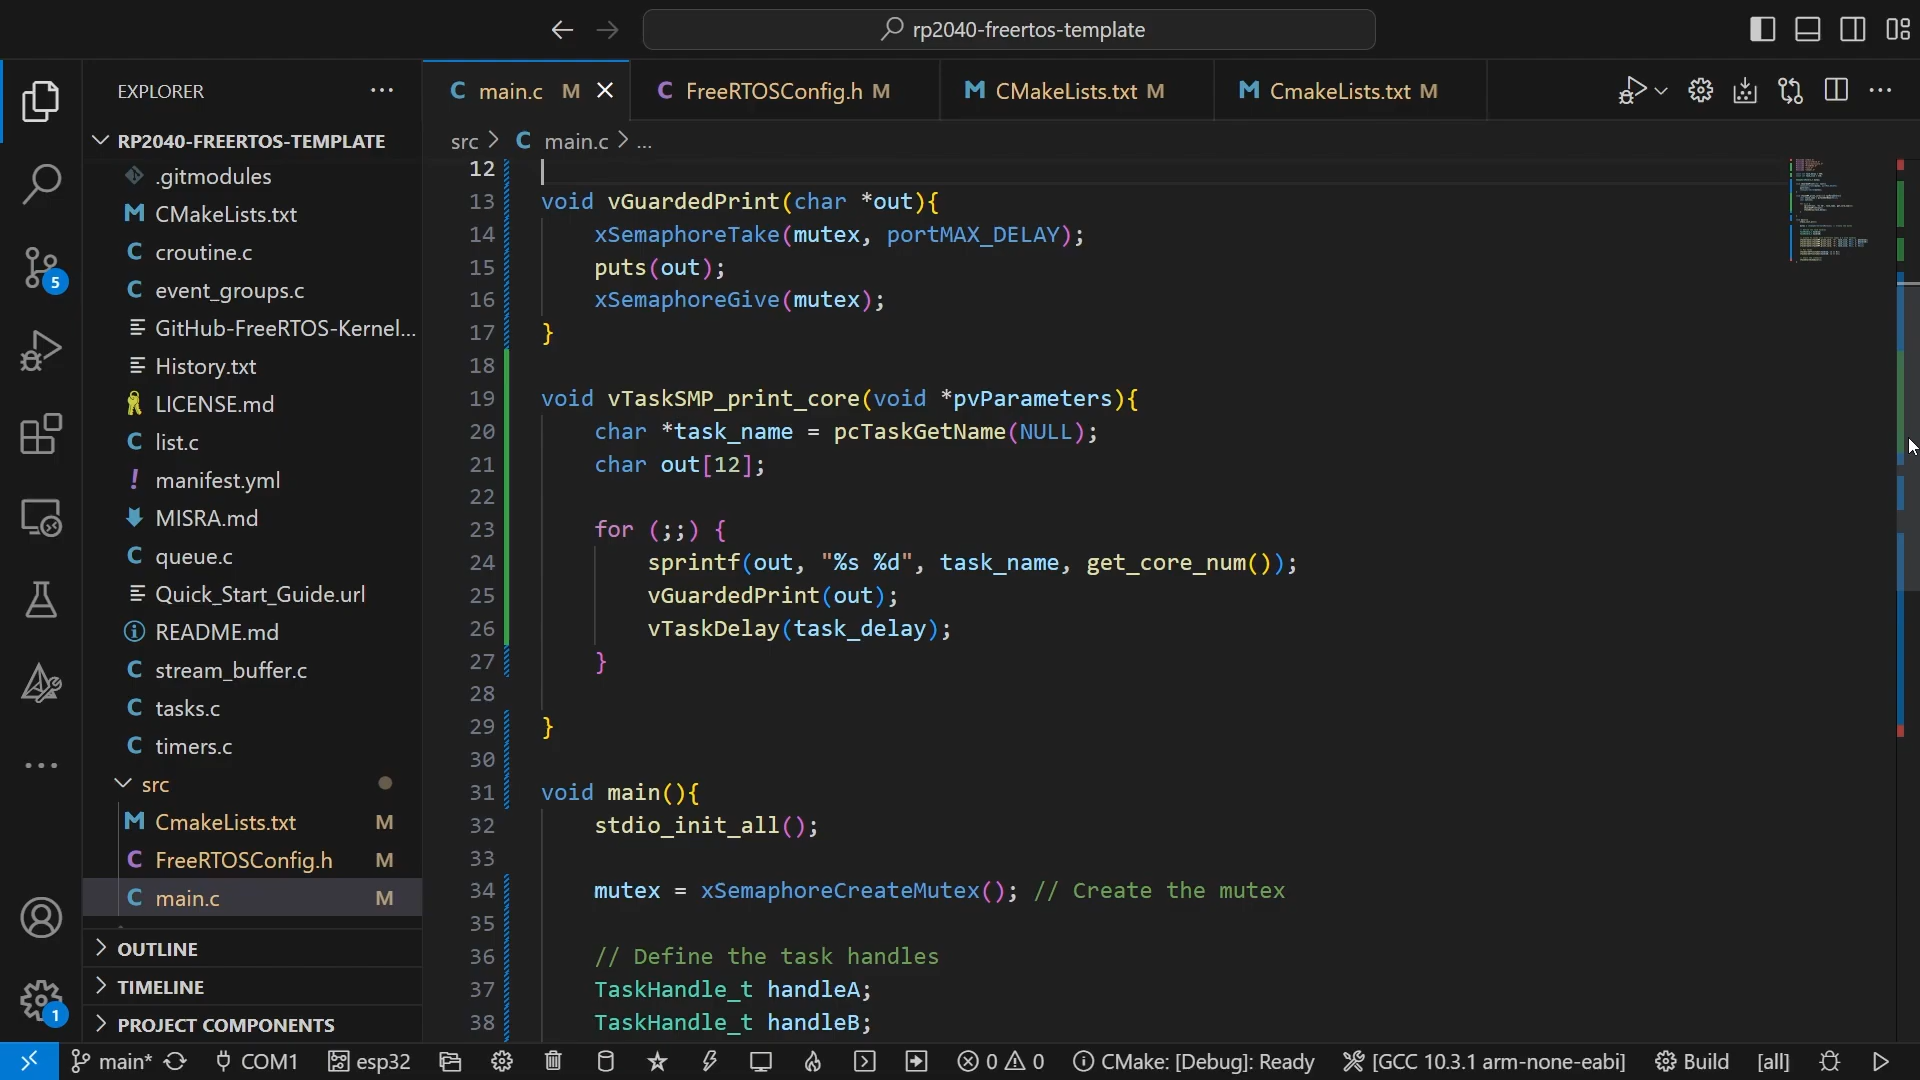 rp2040-freertos-template
EXPLORER
main.c M
FreeRTOSConfig.h M
CMakeLists.txt M
CmakeLists.txt M
RP2040-FREERTOS-TEMPLATE
.gitmodules
CMakeLists.txt
croutine.c
event_groups.c
GitHub-FreeRTOS-Kernel...
History.txt
LICENSE.md
list.c
manifest.yml
MISRA.md
queue.c
Quick_Start_Guide.url
README.md
stream_buffer.c
tasks.c
timers.c
src
CmakeLists.txt M
FreeRTOSConfig.h M
main.c M
OUTLINE
TIMELINE
PROJECT COMPONENTS
5
1
src > C main.c > ...
12
13 void vGuardedPrint(char *out){
14 xSemaphoreTake(mutex, portMAX_DELAY);
15 puts(out);
16 xSemaphoreGive(mutex);
17 }
18
19 void vTaskSMP_print_core(void *pvParameters){
20 char *task_name = pcTaskGetName(NULL);
21 char out[12];
22
23 for (;;) {
24 sprintf(out, "%s %d", task_name, get_core_num());
25 vGuardedPrint(out);
26 vTaskDelay(task_delay);
27 }
28
29 }
30
31 void main(){
32 stdio_init_all();
33
34 mutex = xSemaphoreCreateMutex(); // Create the mutex
35
36 // Define the task handles
37 TaskHandle_t handleA;
38 TaskHandle_t handleB;
main* COM1 esp32 0 0 CMake: [Debug]: Ready [GCC 10.3.1 arm-none-eabi] Build [all]